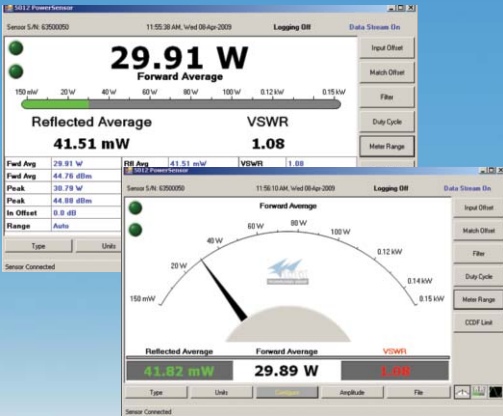 5012 PowerSensor
Sensor S/N: 63500050 11:55:38 AM, Wed 08-Apr-2009 Logging Off Data Stream On
29.91 W
Forward Average
150 mW 20 W 40 W 60 W 80 W 100 W 0.12 kW 0.15 kW
Reflected Average VSWR
41.51 mW 1.08
Fwd Avg 29.91 W Rfl Avg 41.51 mW VSWR 1.08
Fwd Avg 44.76 dBm
Peak 30.79 W
Peak 44.88 dBm
In Offset 0.0 dB
Range Auto
Type Units
Sensor Connected
Input Offset
Match Offset
Filter
Duty Cycle
Meter Range
5012 PowerSensor
Sensor S/N: 63500050 11:56:10 AM, Wed 08-Apr-2009 Logging Off Data Stream On
Forward Average
150 mW 20 W 40 W 60 W 80 W 0.12 kW 0.14 kW 0.15 kW
Reflected Average Forward Average VSWR
41.82 mW 29.89 W 1.08
Type Units Configure Amplitude File
Sensor Connected
Input Offset
Match Offset
Filter
Duty Cycle
Meter Range
CCDF Limit